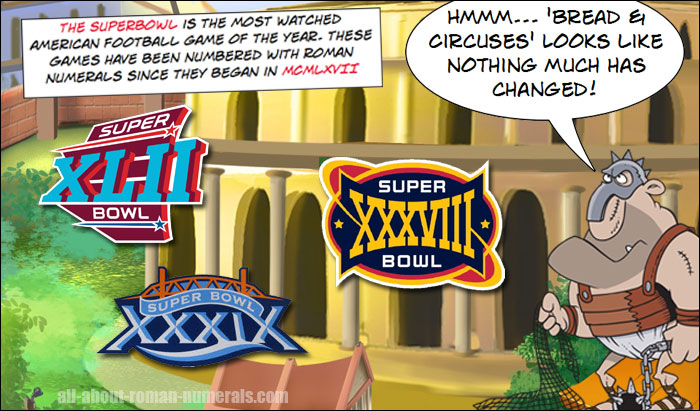 THE SUPERBOWL IS THE MOST WATCHED
AMERICAN FOOTBALL GAME OF THE YEAR. THESE
GAMES HAVE BEEN NUMBERED WITH ROMAN
NUMERALS SINCE THEY BEGAN IN MCMLXVII
HMMM... 'BREAD &
CIRCUSES' LOOKS LIKE
NOTHING MUCH HAS
CHANGED!
SUPER
XLII
BOWL
SUPER
XXXVIII
BOWL
SUPER BOWL
XXXIX
all-about-roman-numerals.com